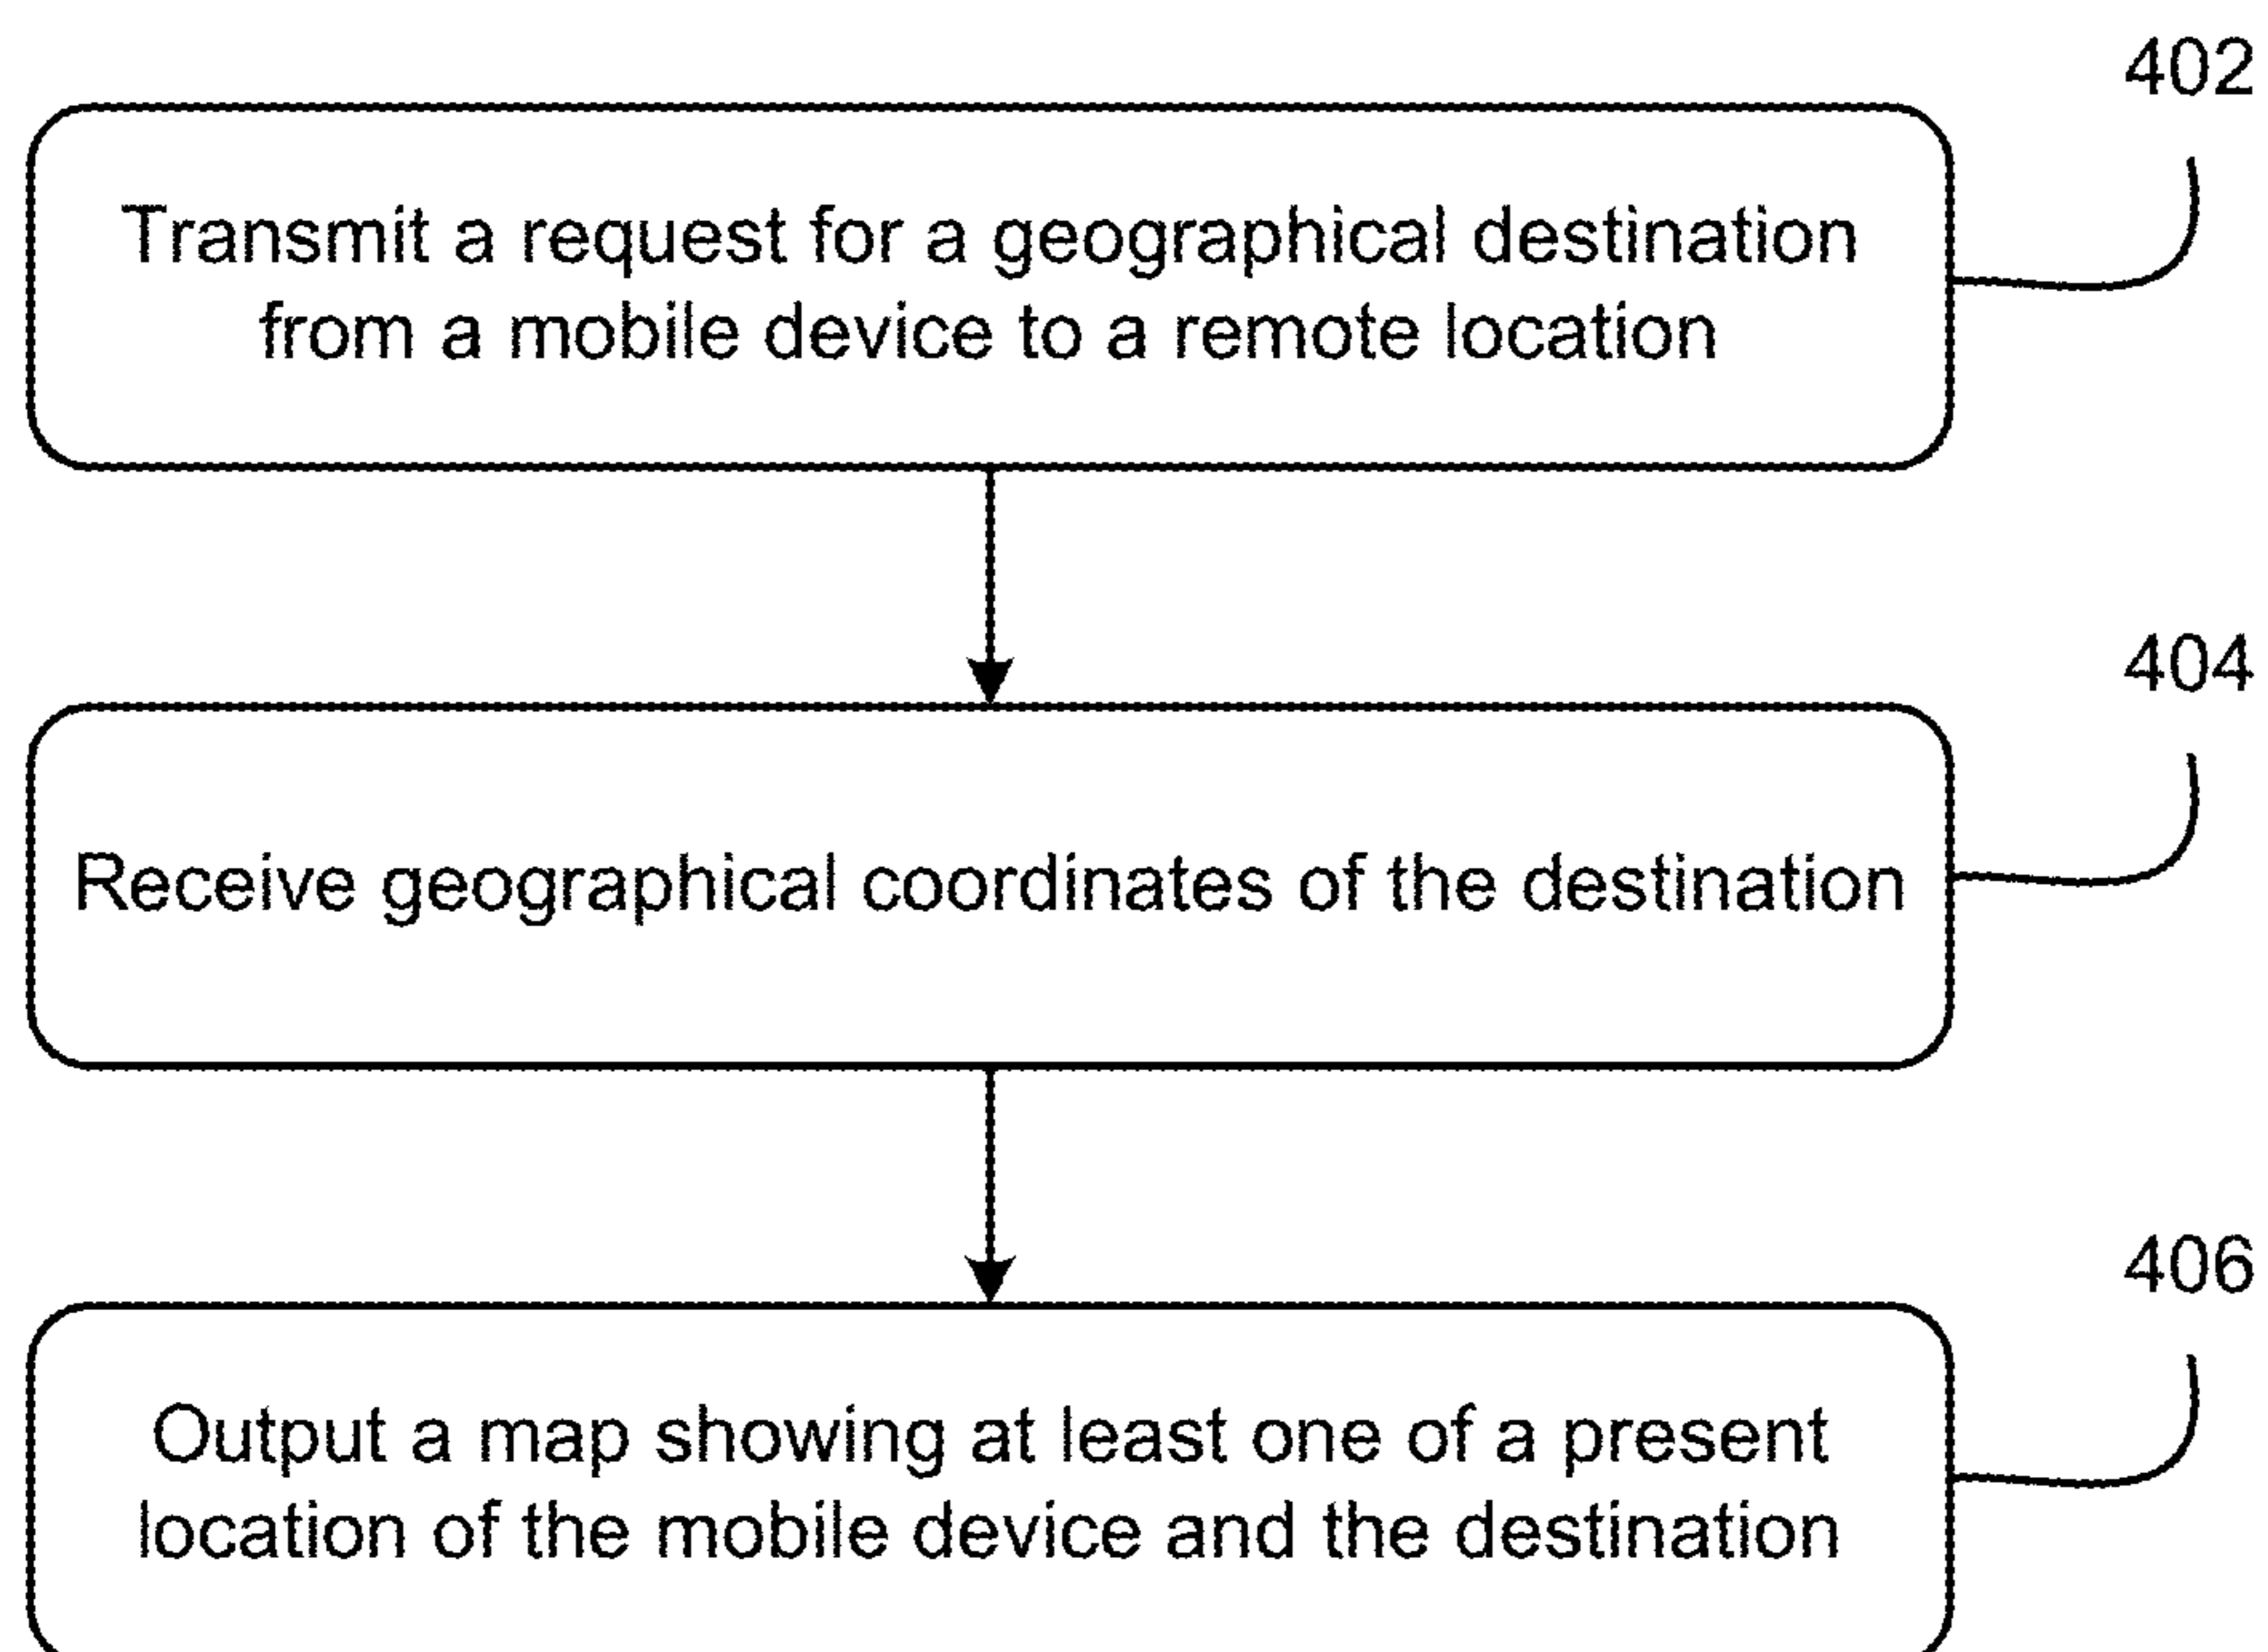 402
Transmit a request for a geographical destination
from a mobile device to a remote location
404
Receive geographical coordinates of the destination
406
Output a map showing at least one of a present
location of the mobile device and the destination